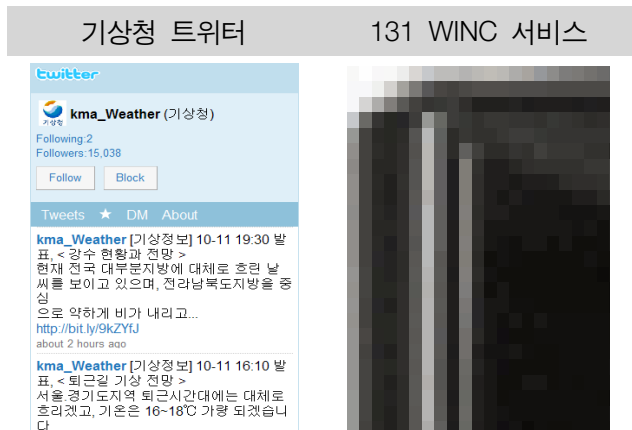 기상청 트위터
131 WINC 서비스
twitter
기상청
kma_Weather (기상청)
Following:2
Followers:15,038
Follow Block
Tweets ★ DM About
kma_Weather [기상정보] 10-11 19:30 발
표, < 강수 현황과 전망 >
현재 전국 대부분지방에 대체로 흐린 날
씨를 보이고 있으며, 전라남북도지방을 중
심
으로 약하게 비가 내리고...
http://bit.ly/9kZYfJ
about 2 hours ago
kma_Weather [기상정보] 10-11 16:10 발
표, < 퇴근길 기상 전망 >
서울.경기도지역 퇴근시간대에는 대체로
흐리겠고, 기온은 16~18℃ 가량 되겠습니
다